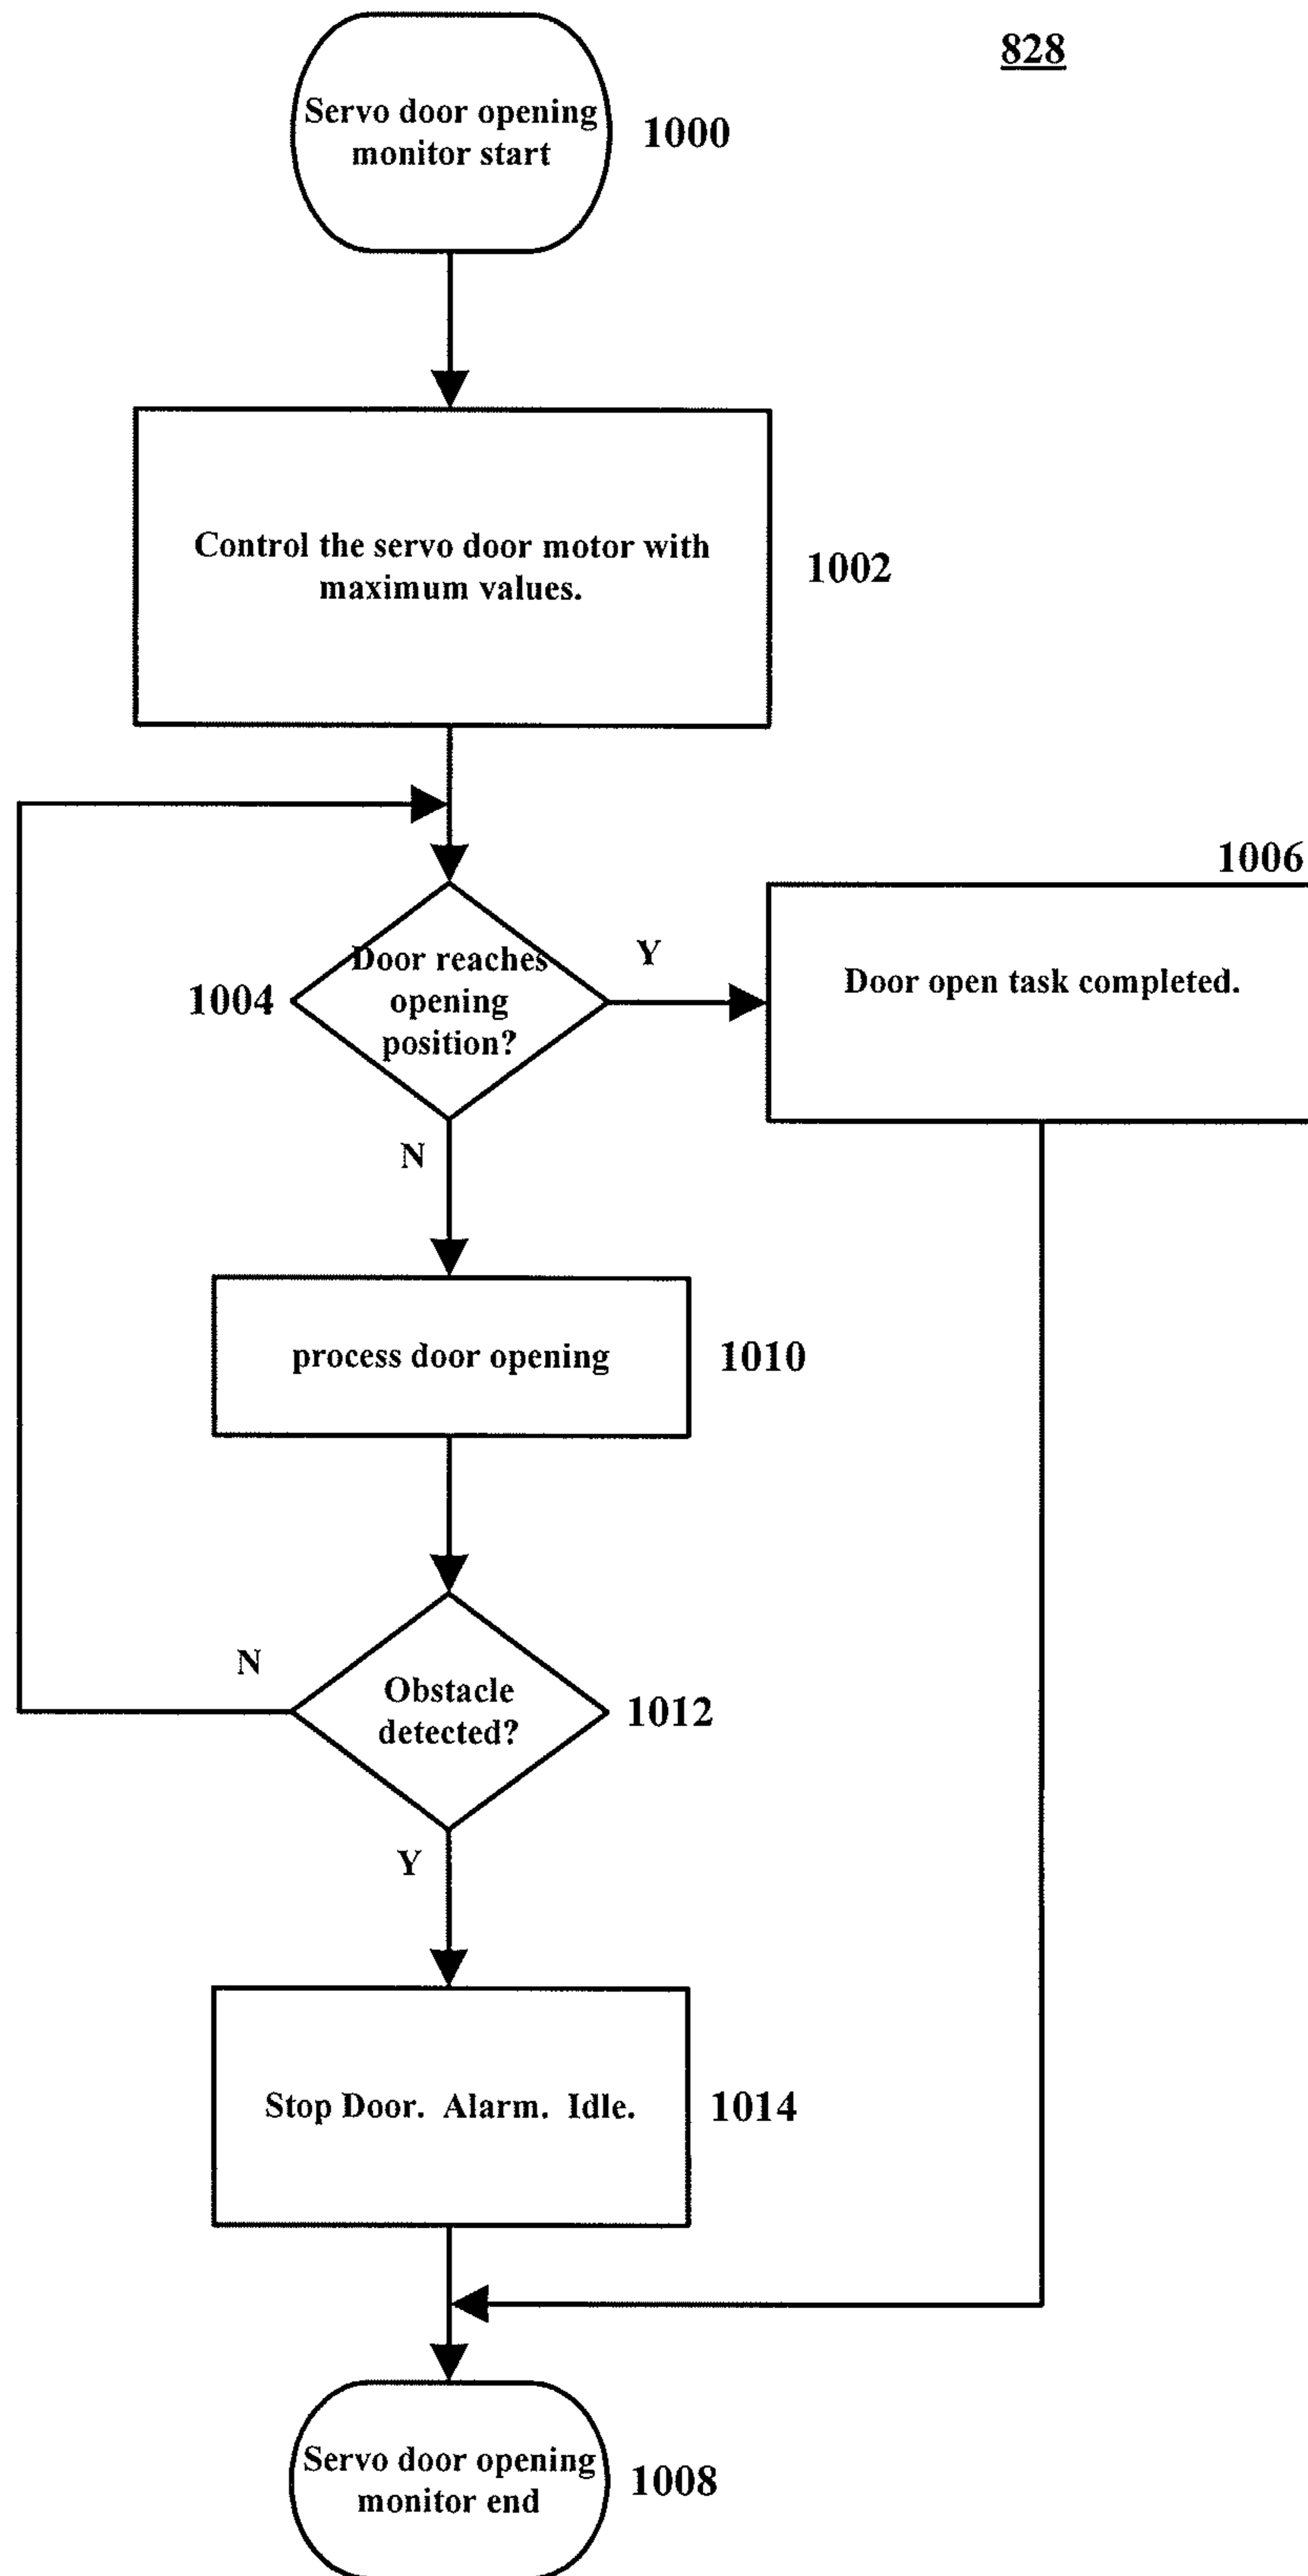 828
Servo door opening
monitor start
1000
Control the servo door motor with
maximum values.
1002
1006
Door reaches
opening
position?
1004
Y
Door open task completed.
N
process door opening
1010
N
Obstacle
detected?
1012
Y
Stop Door. Alarm. Idle.
1014
Servo door opening
monitor end
1008